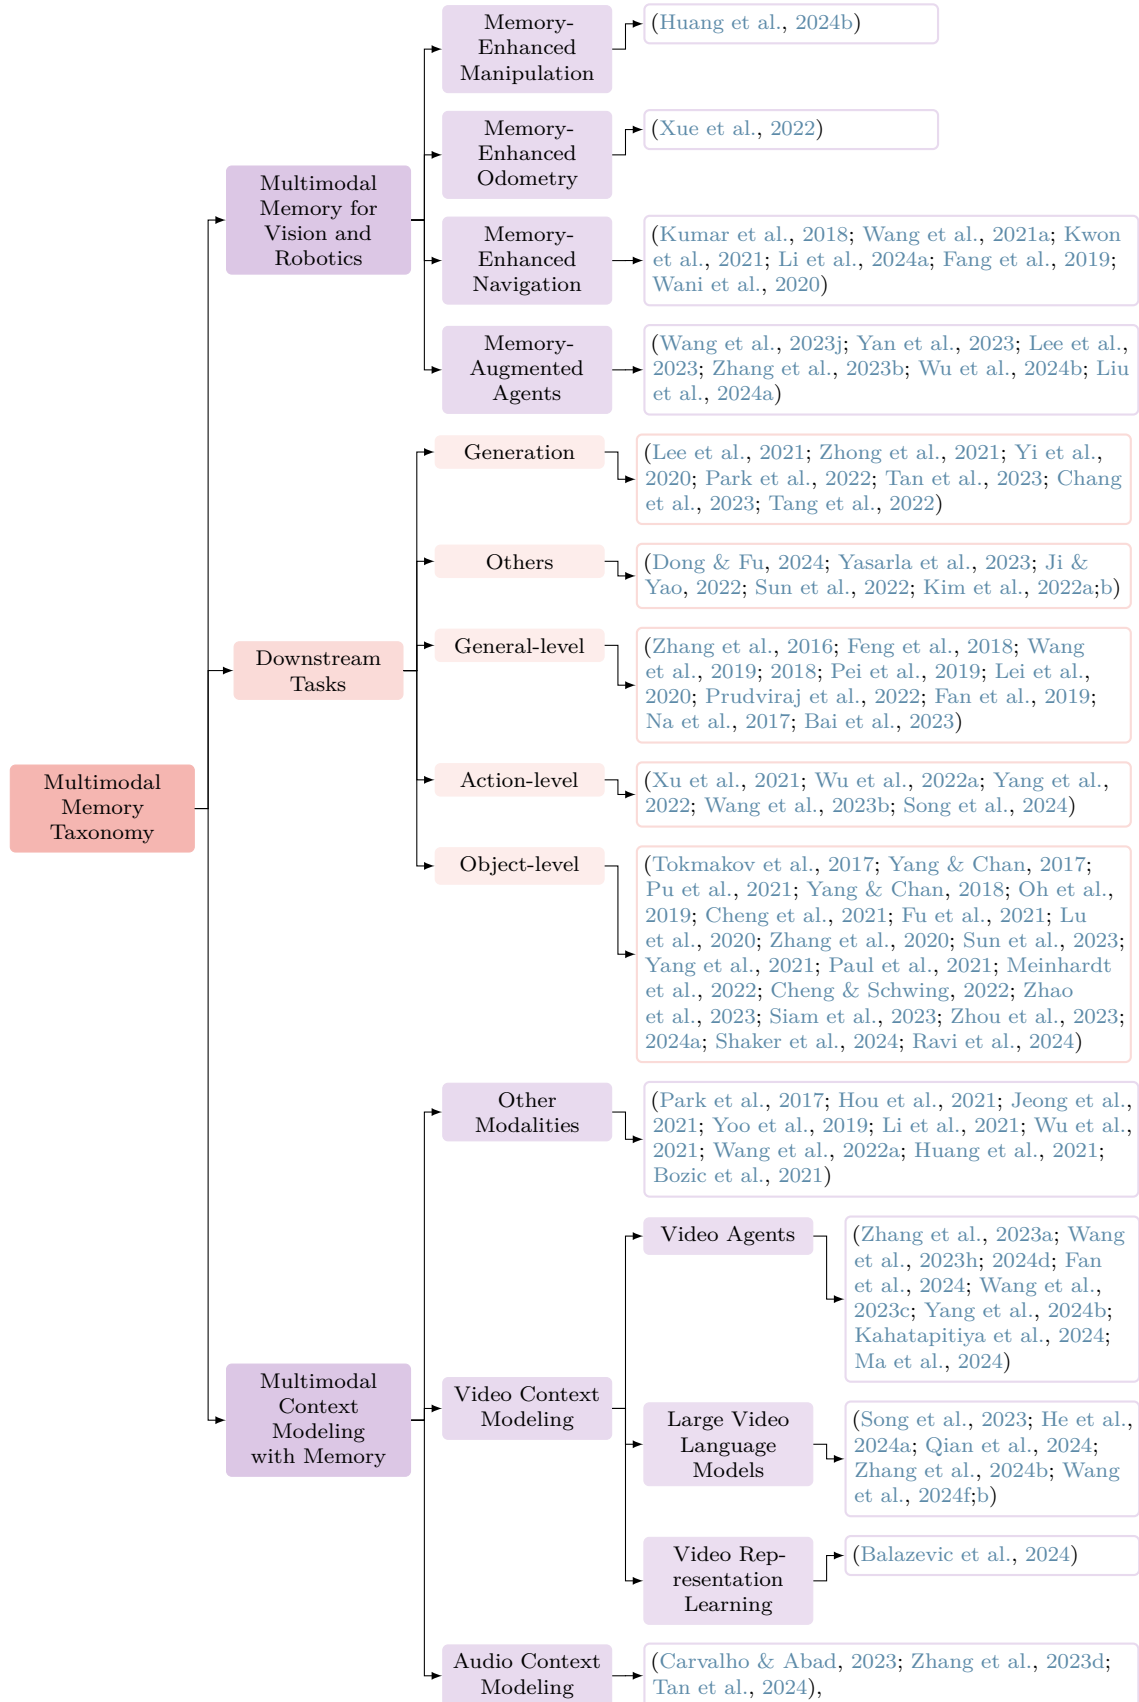 Memory-
Enhanced
Manipulation
(Huang et al., 2024b)
Memory-
Enhanced
Odometry
(Xue et al., 2022)
Multimodal
Memory for
Vision and
Robotics
Memory-
Enhanced
Navigation
(Kumar et al., 2018; Wang et al., 2021a; Kwon
et al., 2021; Li et al., 2024a; Fang et al., 2019;
Wani et al., 2020)
Memory-
Augmented
Agents
(Wang et al., 2023j; Yan et al., 2023; Lee et al.,
2023; Zhang et al., 2023b; Wu et al., 2024b; Liu
et al., 2024a)
Generation
(Lee et al., 2021; Zhong et al., 2021; Yi et al.,
2020; Park et al., 2022; Tan et al., 2023; Chang
et al., 2023; Tang et al., 2022)
Others
(Dong & Fu, 2024; Yasarla et al., 2023; Ji &
Yao, 2022; Sun et al., 2022; Kim et al., 2022a;b)
Downstream
Tasks
General-level
(Zhang et al., 2016; Feng et al., 2018; Wang
et al., 2019; 2018; Pei et al., 2019; Lei et al.,
2020; Prudviraj et al., 2022; Fan et al., 2019;
Na et al., 2017; Bai et al., 2023)
Multimodal
Memory
Taxonomy
Action-level
(Xu et al., 2021; Wu et al., 2022a; Yang et al.,
2022; Wang et al., 2023b; Song et al., 2024)
Object-level
(Tokmakov et al., 2017; Yang & Chan, 2017;
Pu et al., 2021; Yang & Chan, 2018; Oh et al.,
2019; Cheng et al., 2021; Fu et al., 2021; Lu
et al., 2020; Zhang et al., 2020; Sun et al., 2023;
Yang et al., 2021; Paul et al., 2021; Meinhardt
et al., 2022; Cheng & Schwing, 2022; Zhao
et al., 2023; Siam et al., 2023; Zhou et al., 2023;
2024a; Shaker et al., 2024; Ravi et al., 2024)
Other
Modalities
(Park et al., 2017; Hou et al., 2021; Jeong et al.,
2021; Yoo et al., 2019; Li et al., 2021; Wu et al.,
2021; Wang et al., 2022a; Huang et al., 2021;
Bozic et al., 2021)
Video Agents
(Zhang et al., 2023a; Wang
et al., 2023h; 2024d; Fan
et al., 2024; Wang et al.,
2023c; Yang et al., 2024b;
Kahatapitiya et al., 2024;
Ma et al., 2024)
Multimodal
Context
Modeling
with Memory
Video Context
Modeling
Large Video
Language
Models
(Song et al., 2023; He et al.,
2024a; Qian et al., 2024;
Zhang et al., 2024b; Wang
et al., 2024f;b)
Video Rep-
resentation
Learning
(Balazevic et al., 2024)
Audio Context
Modeling
(Carvalho & Abad, 2023; Zhang et al., 2023d;
Tan et al., 2024),